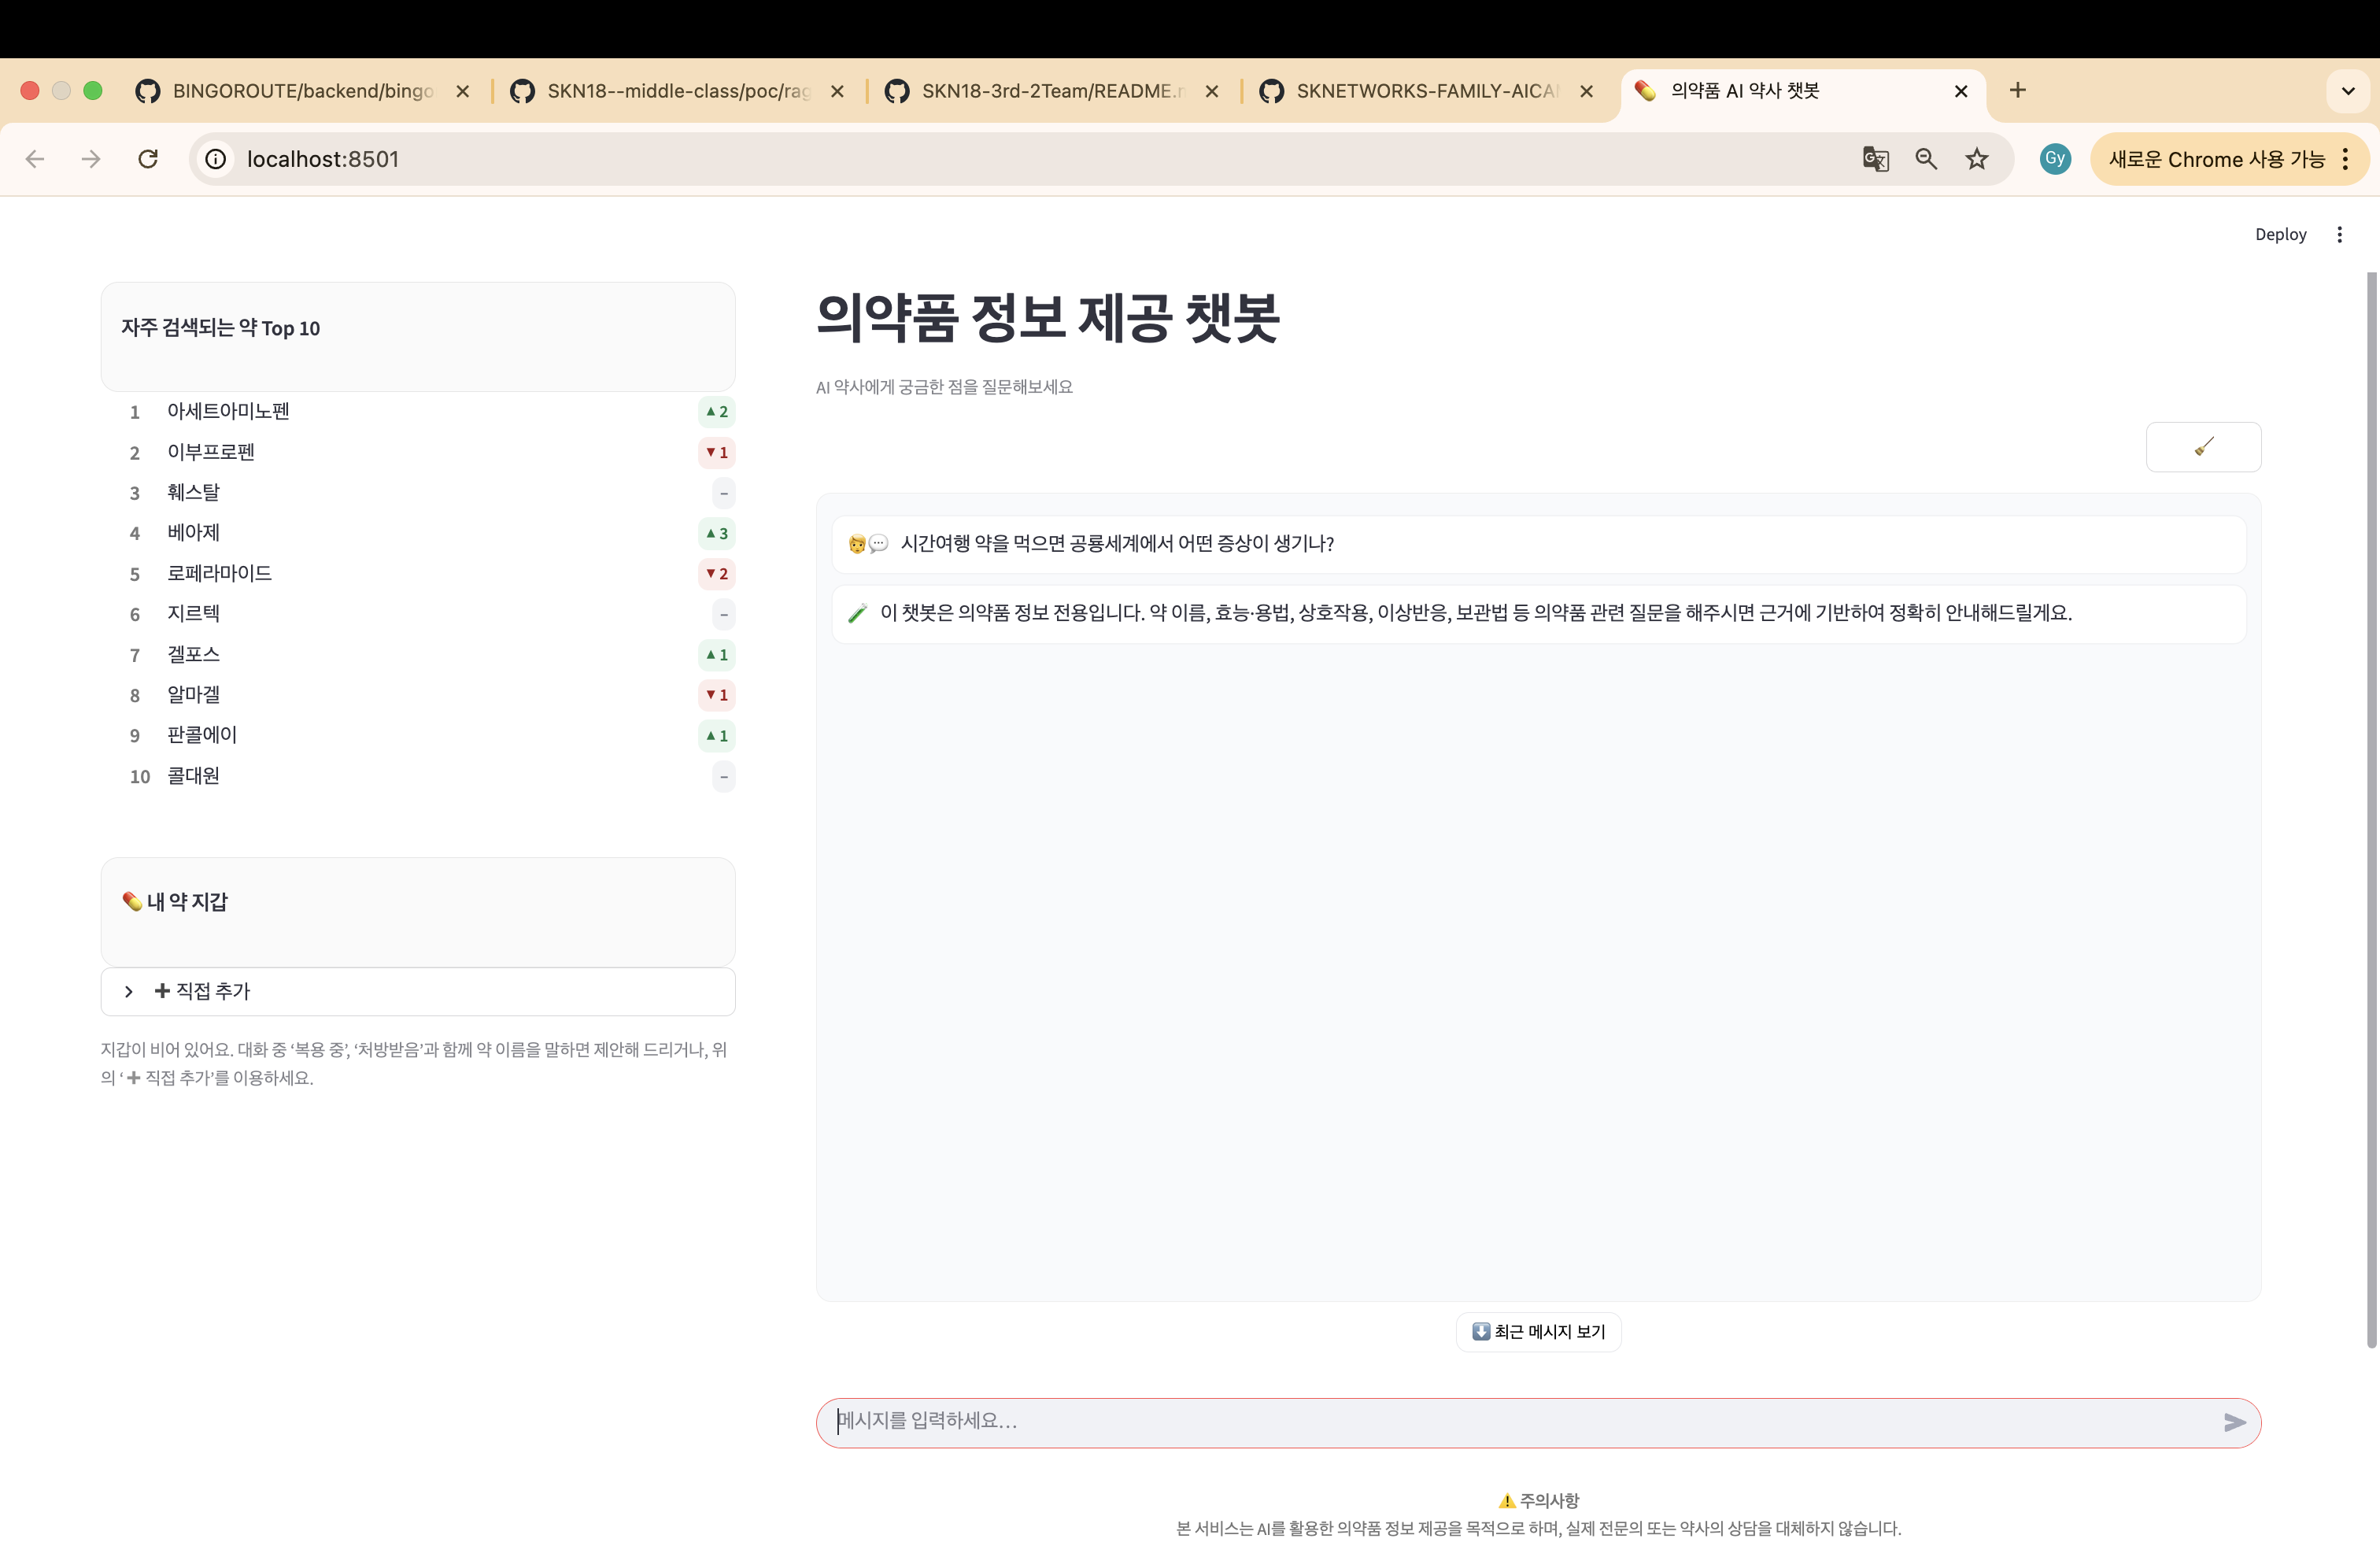 BINGOROUTE/backend/bingo
SKN18--middle-class/poc/rag
SKN18-3rd-2Team/README.m
SKNETWORKS-FAMILY-AICA
의약품 AI 약사 챗봇
localhost:8501
Gy
새로운 Chrome 사용 가능
Deploy
자주 검색되는 약 Top 10
1 아세트아미노펜 ▲2
2 이부프로펜 ▼1
3 훼스탈 –
4 베아제 ▲3
5 로페라마이드 ▼2
6 지르텍 –
7 겔포스 ▲1
8 알마겔 ▼1
9 판콜에이 ▲1
10 콜대원 –
💊 내 약 지갑
➕ 직접 추가
지갑이 비어 있어요. 대화 중 ‘복용 중’, ‘처방받음’과 함께 약 이름을 말하면 제안해 드리거나, 위
의 ‘➕ 직접 추가’를 이용하세요.
의약품 정보 제공 챗봇
AI 약사에게 궁금한 점을 질문해보세요
시간여행 약을 먹으면 공룡세계에서 어떤 증상이 생기나?
이 챗봇은 의약품 정보 전용입니다. 약 이름, 효능·용법, 상호작용, 이상반응, 보관법 등 의약품 관련 질문을 해주시면 근거에 기반하여 정확히 안내해드릴게요.
⬇️ 최근 메시지 보기
메시지를 입력하세요...
⚠️ 주의사항
본 서비스는 AI를 활용한 의약품 정보 제공을 목적으로 하며, 실제 전문의 또는 약사의 상담을 대체하지 않습니다.